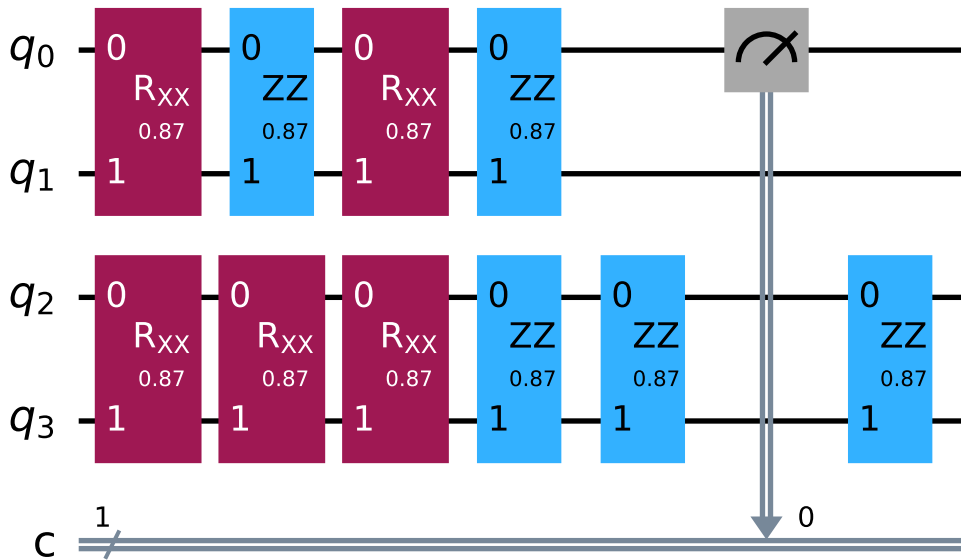 q0 0 0 0 0
RXX ZZ RXX ZZ
0.87 0.87 0.87 0.87
q1 1 1 1 1
q2 0 0 0 0 0 0
RXX RXX RXX ZZ ZZ ZZ
0.87 0.87 0.87 0.87 0.87 0.87
q3 1 1 1 1 1 1
1 0
c